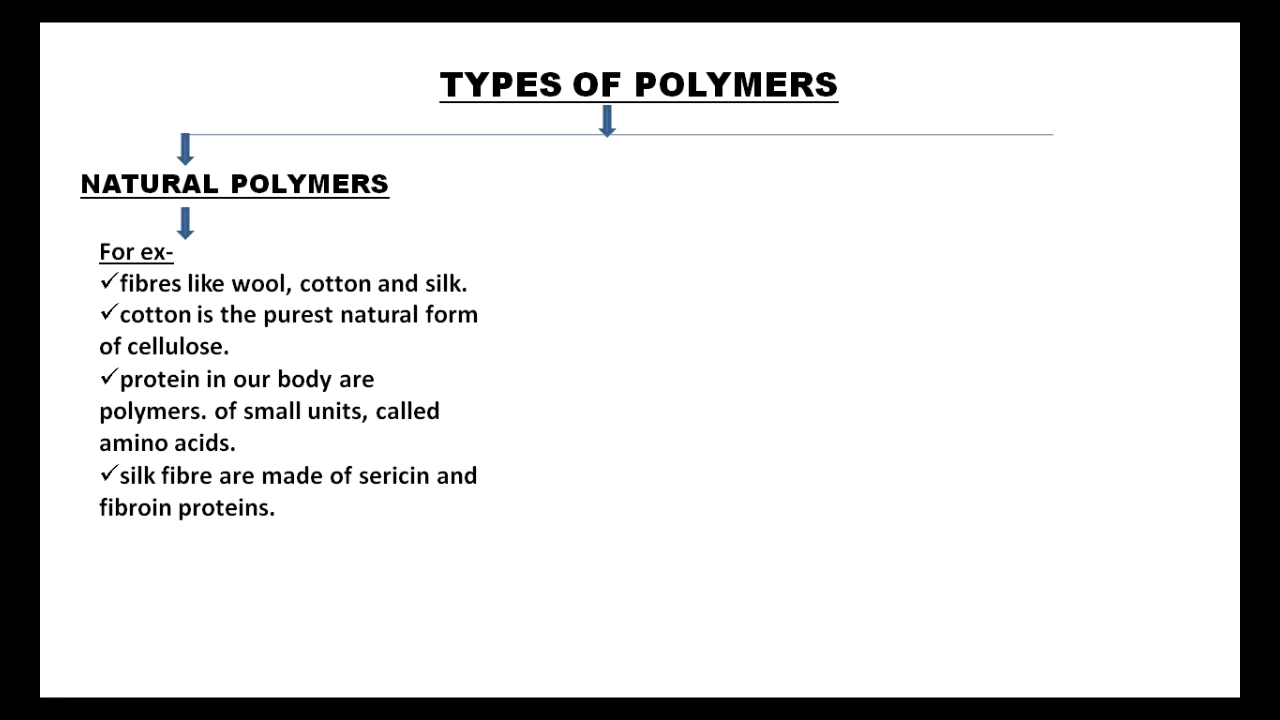 TYPES OF POLYMERS
NATURAL POLYMERS
For ex-
✓fibres like wool, cotton and silk.
✓cotton is the purest natural form
of cellulose.
✓protein in our body are
polymers. of small units, called
amino acids.
✓silk fibre are made of sericin and
fibroin proteins.